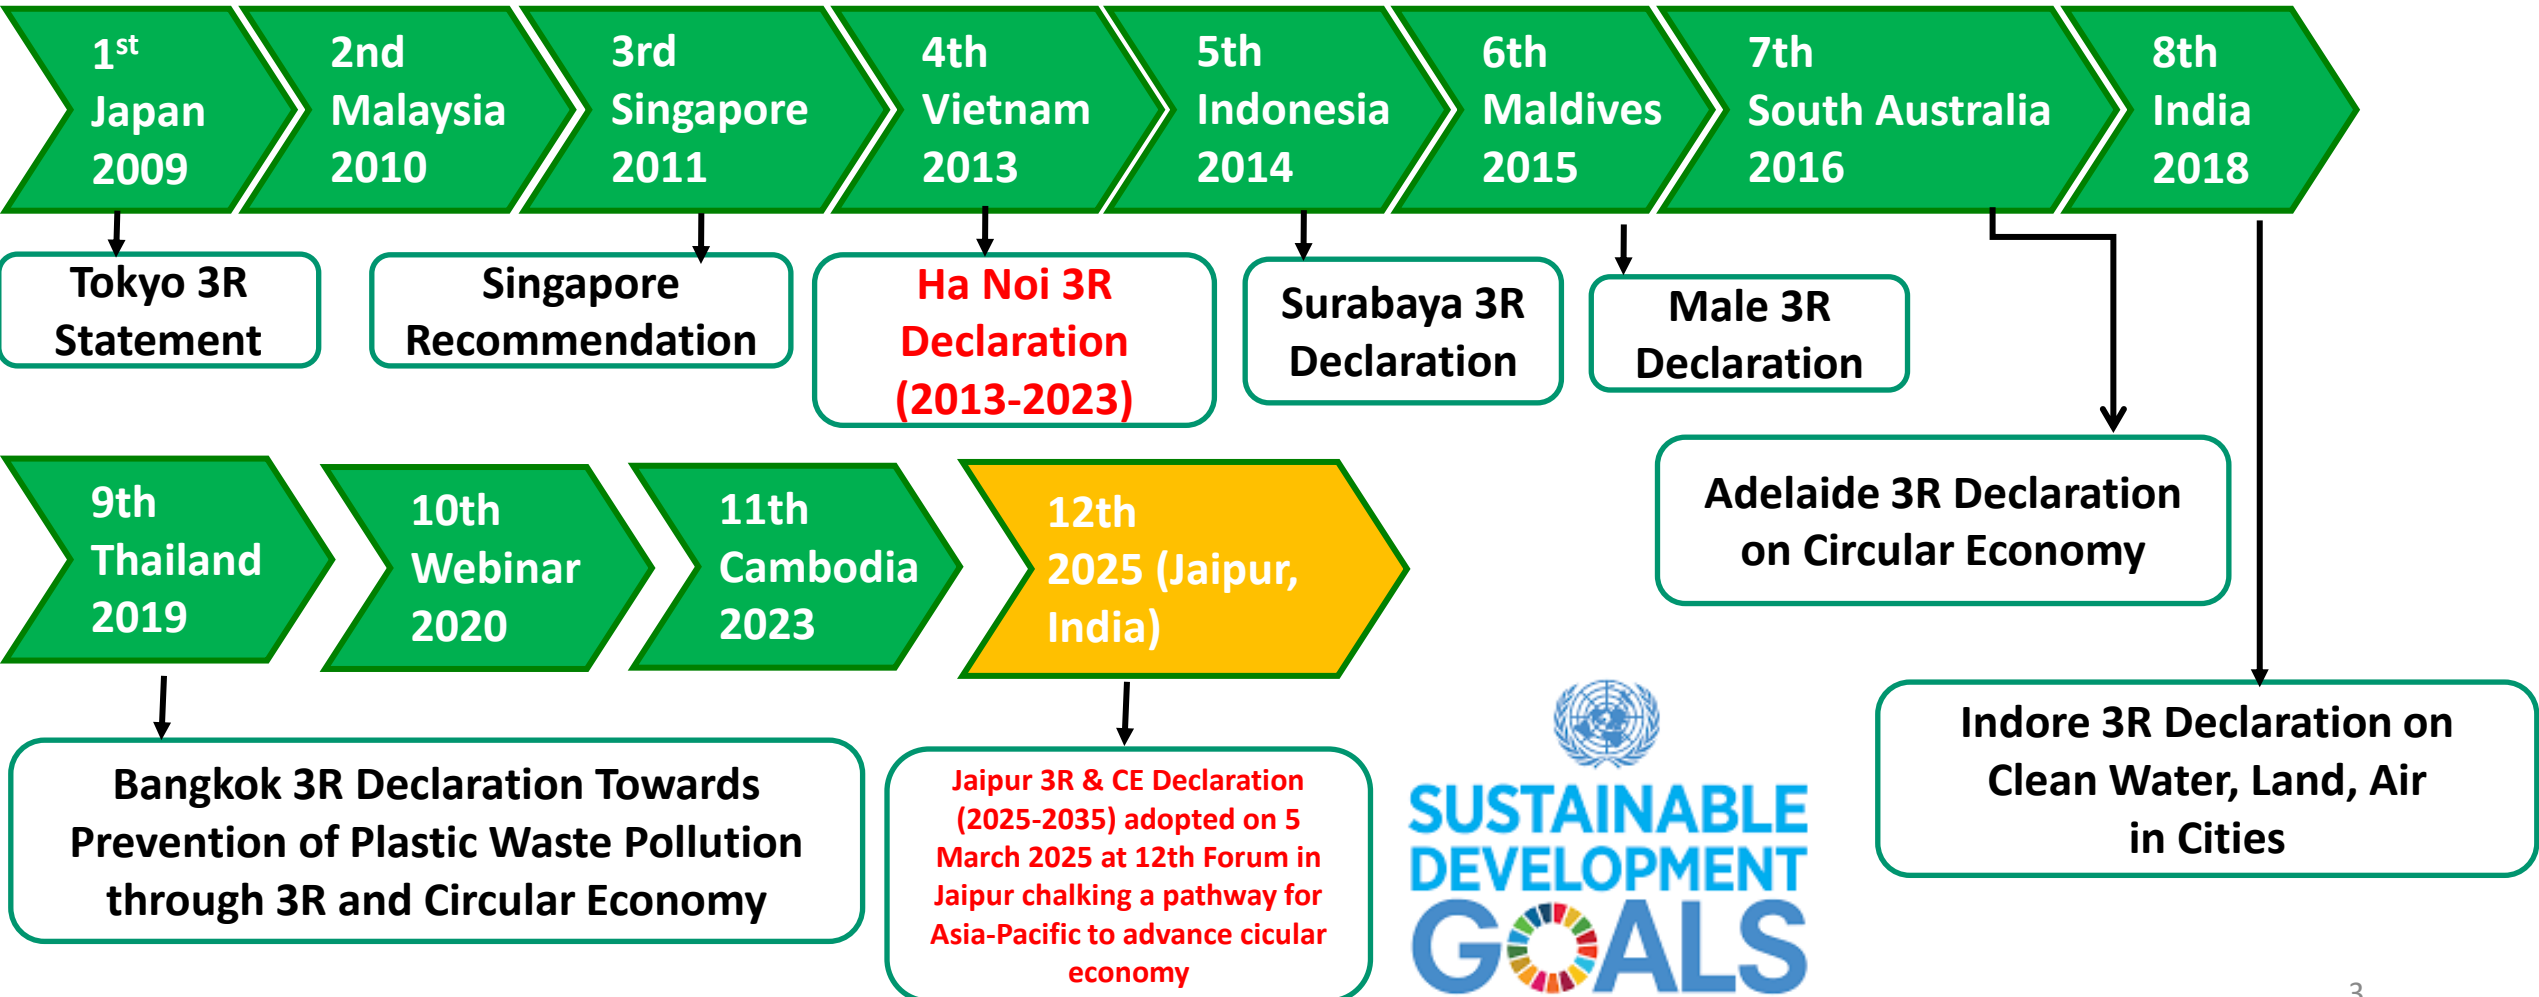 1st
Japan
2009
2nd
Malaysia
2010
3rd
Singapore
2011
4th
Vietnam
2013
5th
Indonesia
2014
6th
Maldives
2015
7th
South Australia
2016
8th
India
2018
Tokyo 3R
Statement
Singapore
Recommendation
Ha Noi 3R
Declaration
(2013-2023)
Surabaya 3R
Declaration
Male 3R
Declaration
Adelaide 3R Declaration
on Circular Economy
Indore 3R Declaration on
Clean Water, Land, Air
in Cities
9th
Thailand
2019
10th
Webinar
2020
11th
Cambodia
2023
12th
2025 (Jaipur,
India)
Bangkok 3R Declaration Towards
Prevention of Plastic Waste Pollution
through 3R and Circular Economy
Jaipur 3R & CE Declaration
(2025-2035) adopted on 5
March 2025 at 12th Forum in
Jaipur chalking a pathway for
Asia-Pacific to advance cicular
economy
SUSTAINABLE
DEVELOPMENT
GOALS
3